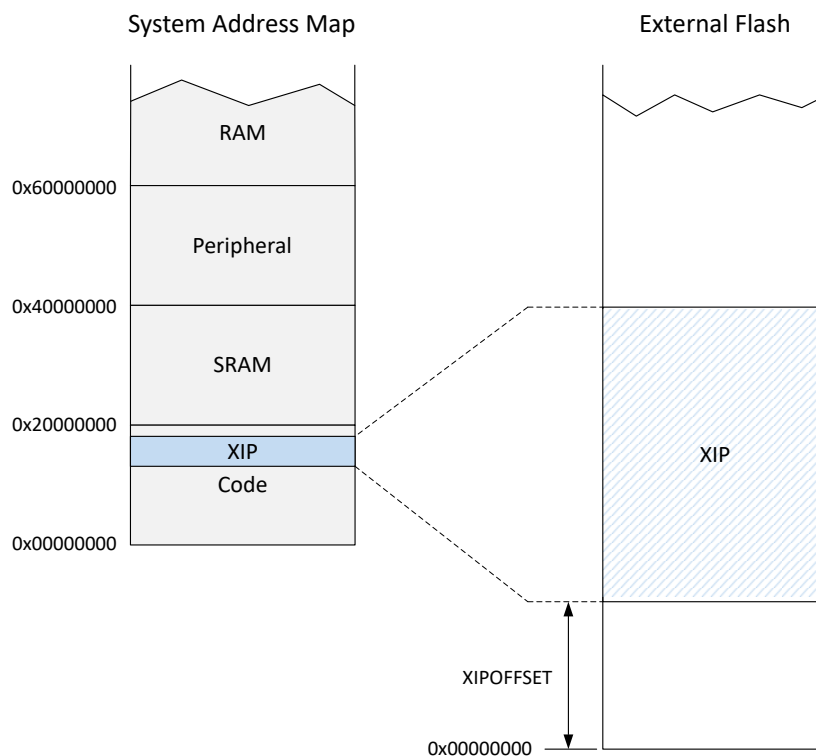 System Address Map
External Flash
RAM
0x60000000
Peripheral
0x40000000
SRAM
0x20000000
XIP
XIP
Code
0x00000000
XIPOFFSET
0x00000000